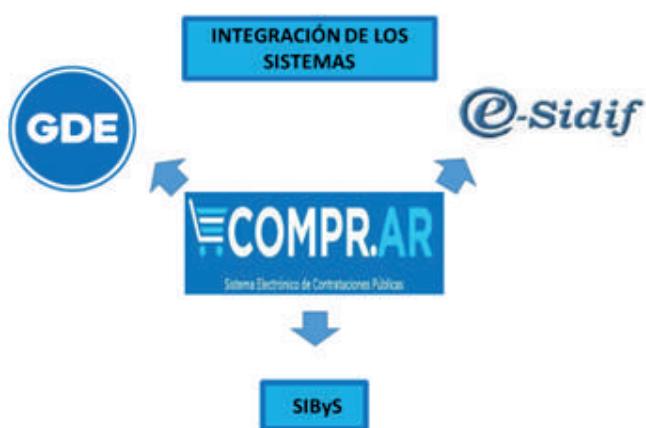 INTEGRACIÓN DE LOS
SISTEMAS
GDE
e-Sidif
COMPR.AR
Sistema Electrónico de Contrataciones Públicas
SIByS